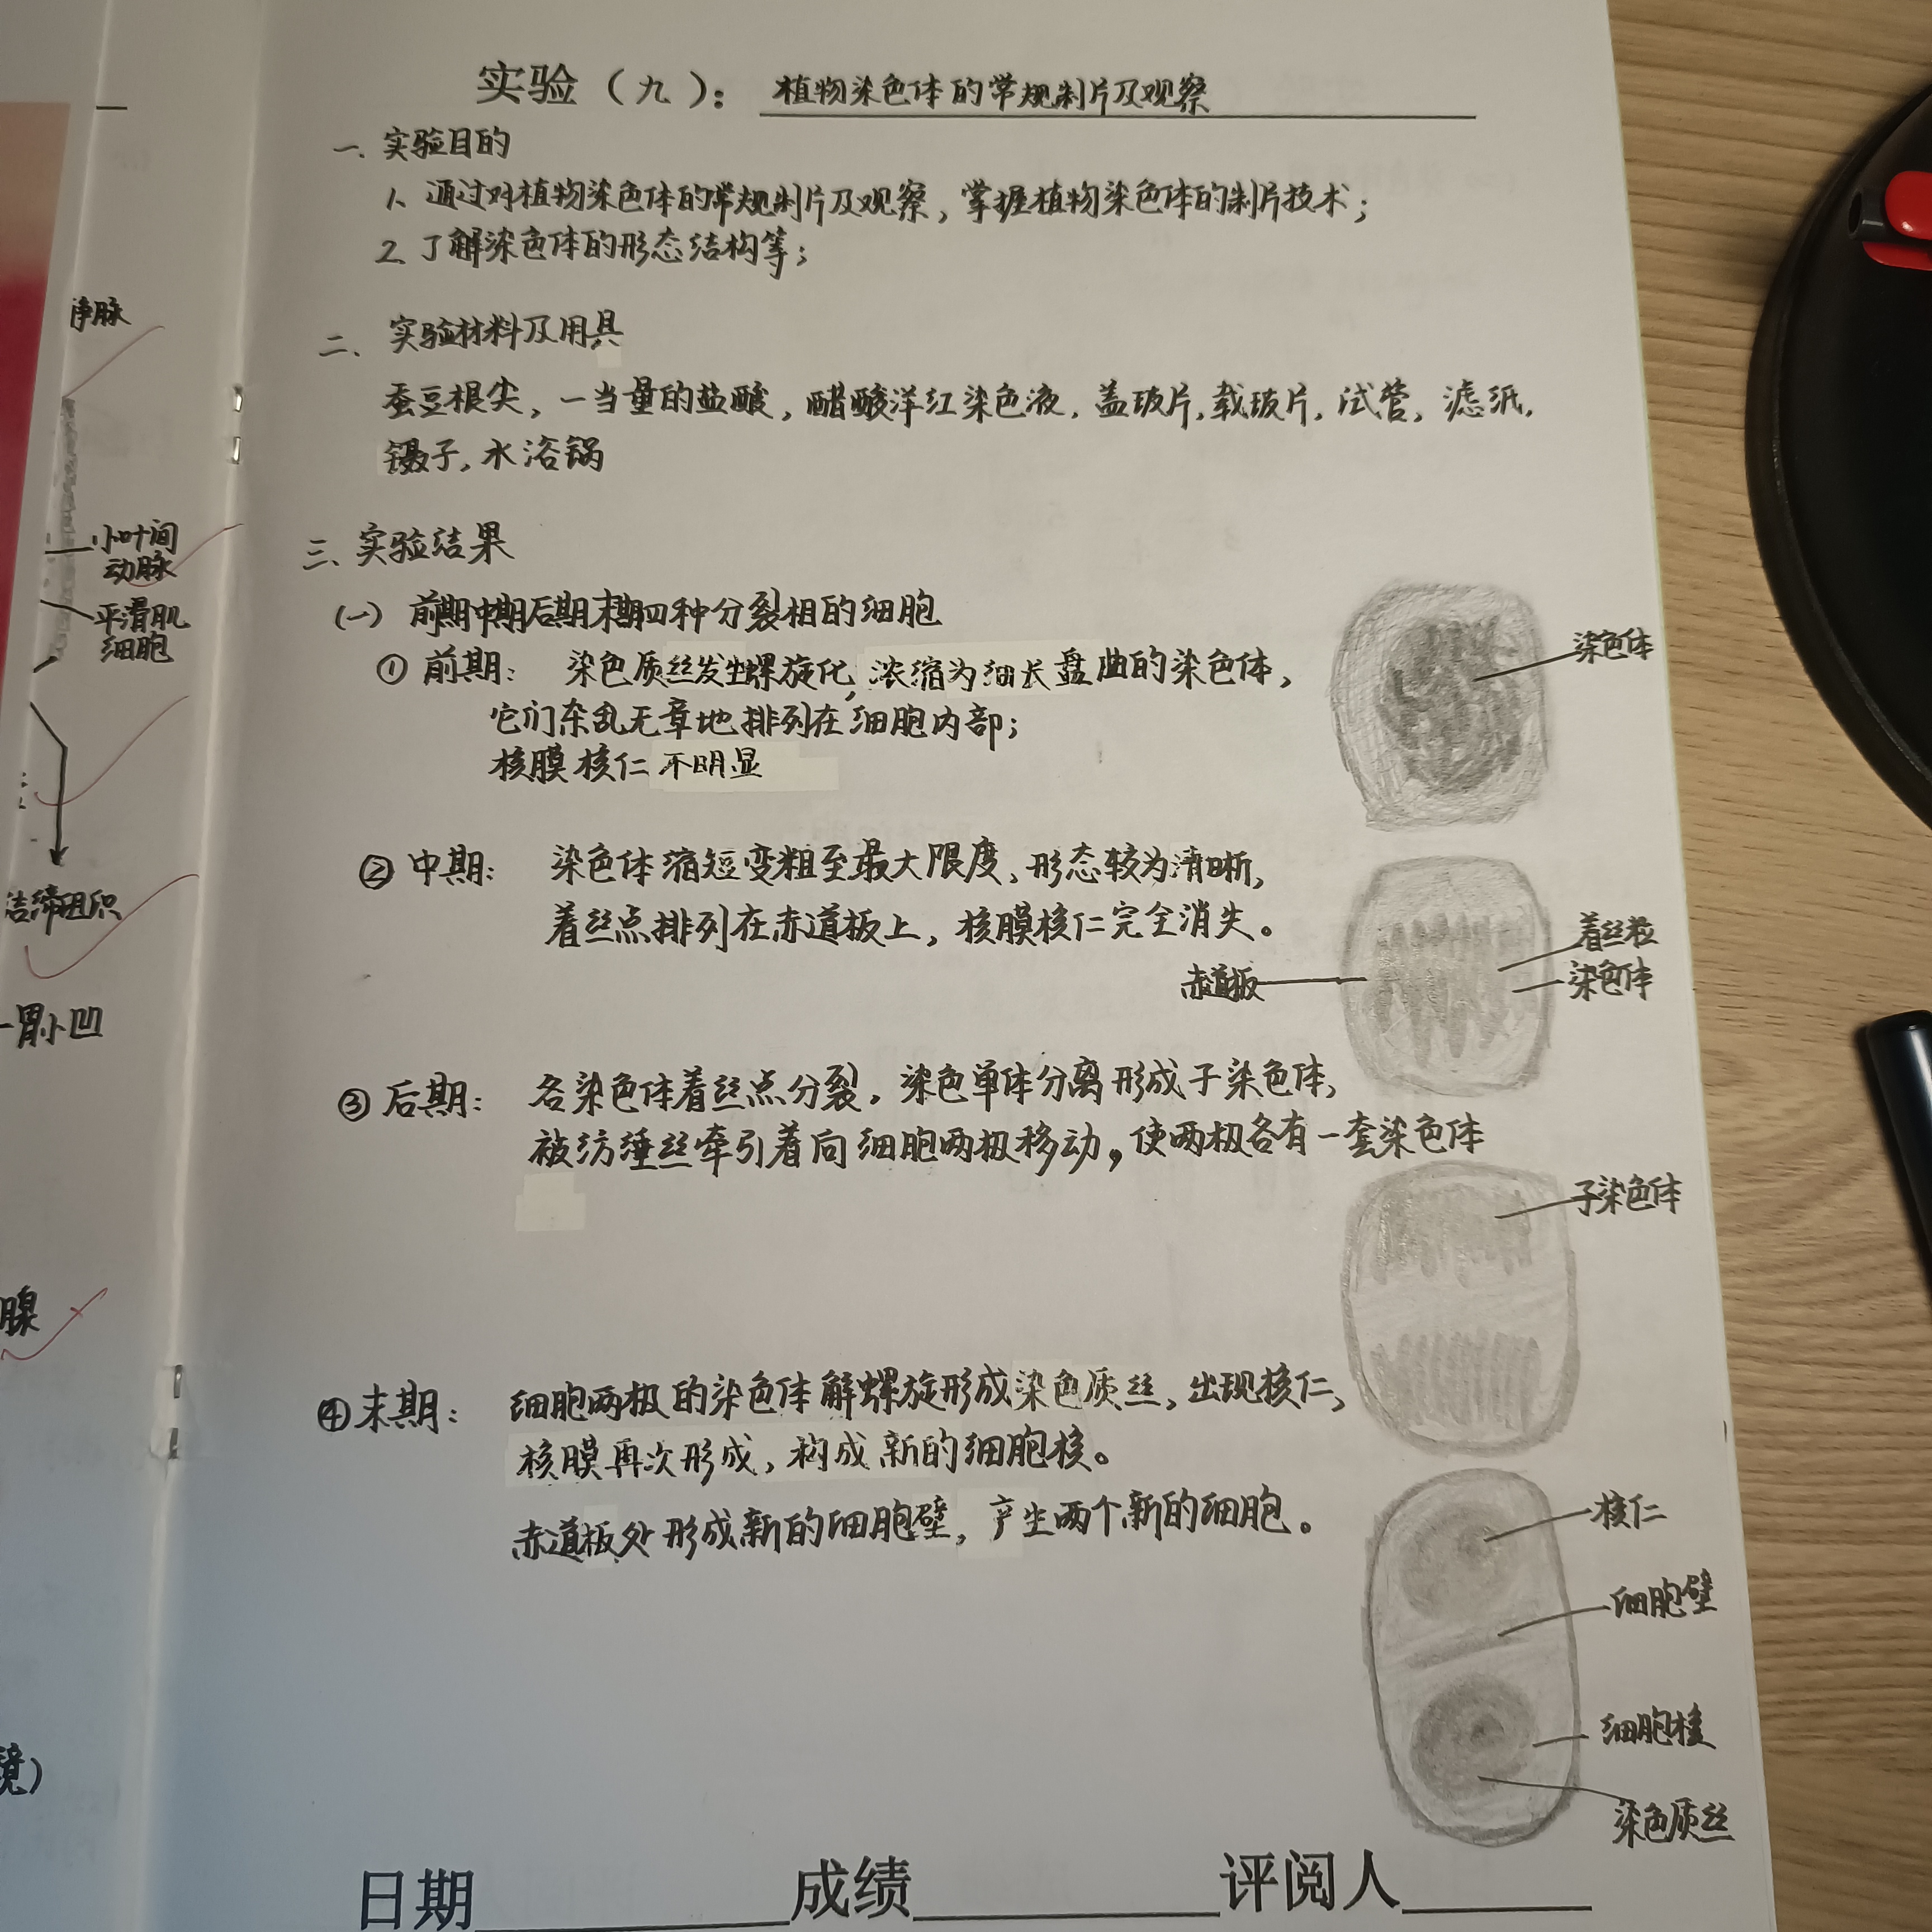 实验（九）：植物染色体的常规制片及观察
一、实验目的
1、通过对植物染色体的常规制片及观察，掌握植物染色体的制片技术；
2、了解染色体的形态结构等；
二、实验材料及用具
蚕豆根尖，一当量的盐酸，醋酸洋红染色液，盖玻片，载玻片，试管，滤纸，
镊子，水浴锅
三、实验结果
（一）前期中期后期末期四种分裂相的细胞
①前期：染色质丝发生螺旋化，浓缩为细长盘曲的染色体，
它们杂乱无章地排列在细胞内部；
核膜核仁不明显
染色体
②中期：染色体缩短变粗至最大限度，形态较为清晰，
着丝点排列在赤道板上，核膜核仁完全消失。
赤道板
着丝粒
染色体
③后期：各染色体着丝点分裂，染色单体分离形成子染色体，
被纺锤丝牵引着向细胞两极移动，使两极各有一套染色体
子染色体
④末期：细胞两极的染色体解螺旋形成染色质丝，出现核仁，
核膜再次形成，构成新的细胞核。
赤道板处形成新的细胞壁，产生两个新的细胞。
核仁
细胞壁
细胞核
染色质丝
日期 成绩 评阅人
小叶间
动脉
平滑肌
细胞
结缔组织
胃小凹
腺
镜）